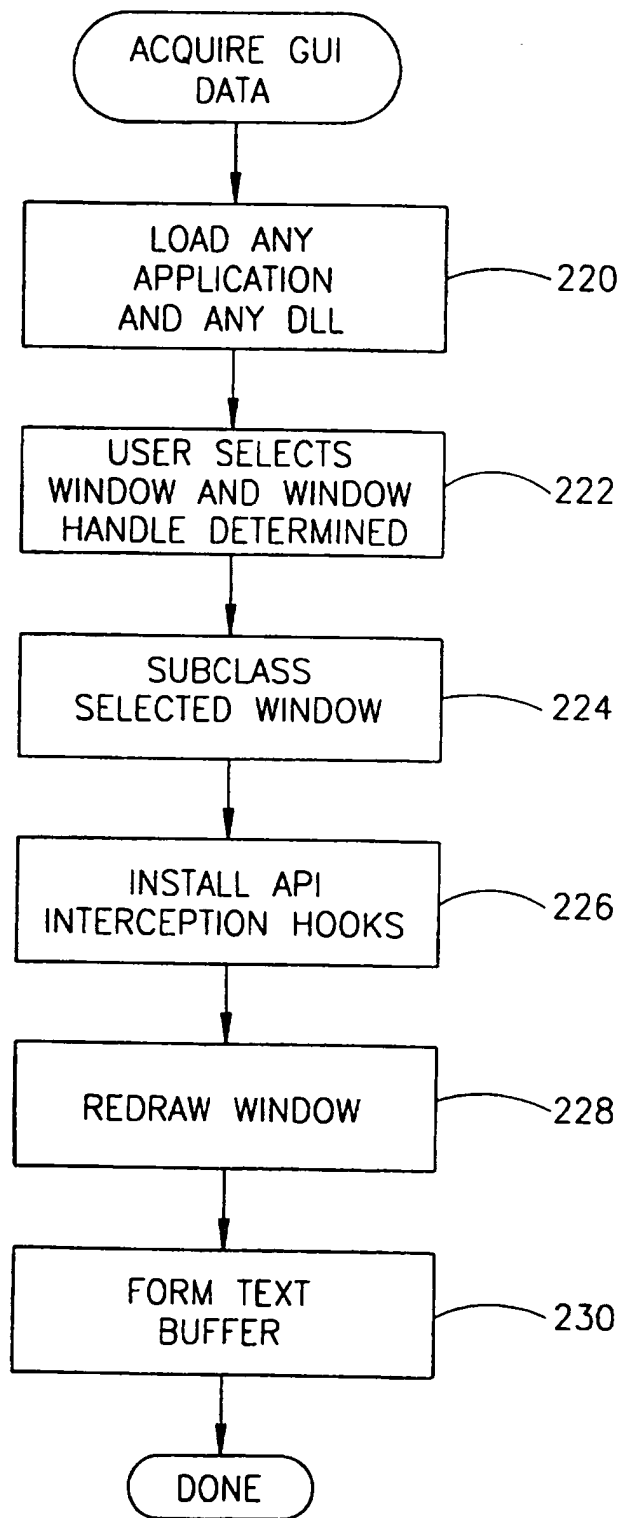 ACQUIRE GUI
DATA
LOAD ANY
APPLICATION
AND ANY DLL
220
USER SELECTS
WINDOW AND WINDOW
HANDLE DETERMINED
222
SUBCLASS
SELECTED WINDOW
224
INSTALL API
INTERCEPTION HOOKS
226
REDRAW WINDOW
228
FORM TEXT
BUFFER
230
DONE